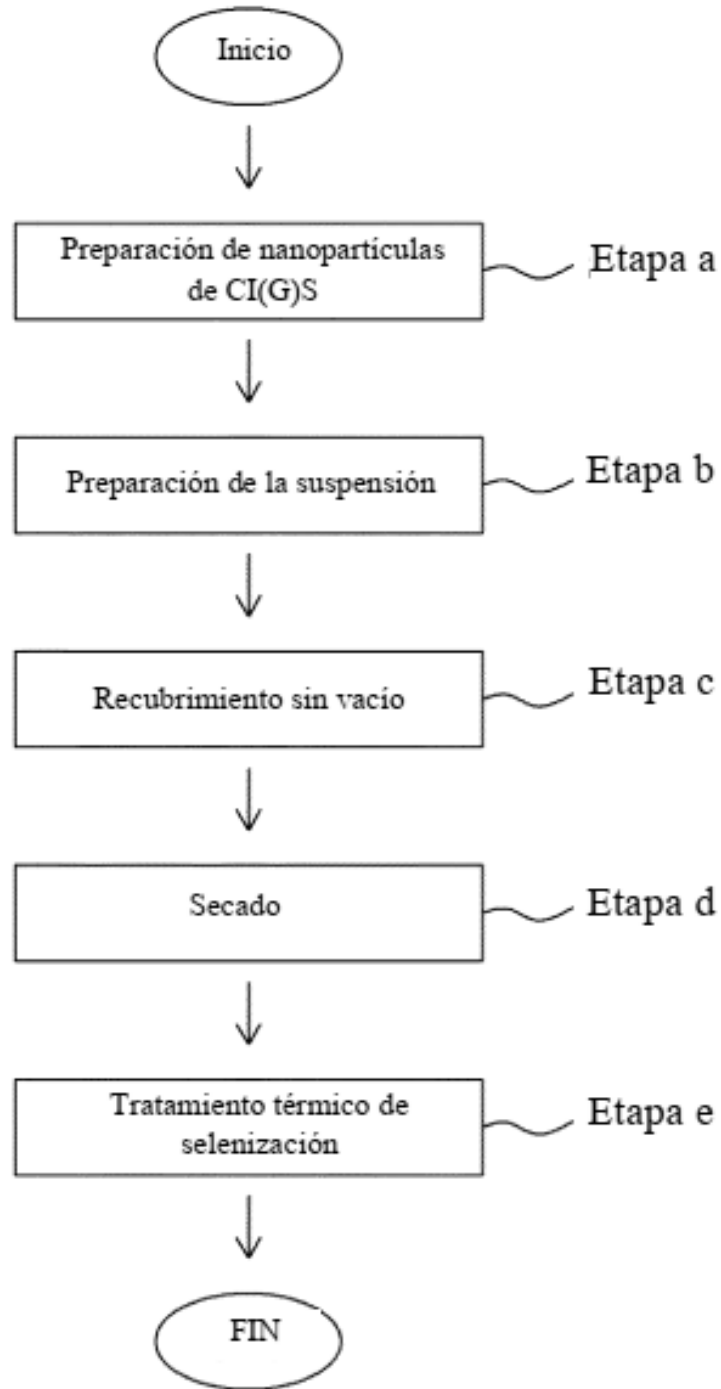 Inicio
Preparación de nanopartículas
de CI(G)S
Etapa a
Preparación de la suspensión
Etapa b
Recubrimiento sin vacío
Etapa c
Secado
Etapa d
Tratamiento térmico de
selenización
Etapa e
FIN